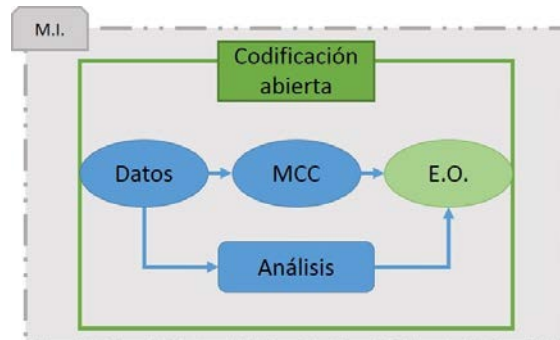 M.I.
Codificación
abierta
Datos
MCC
E.O.
Análisis